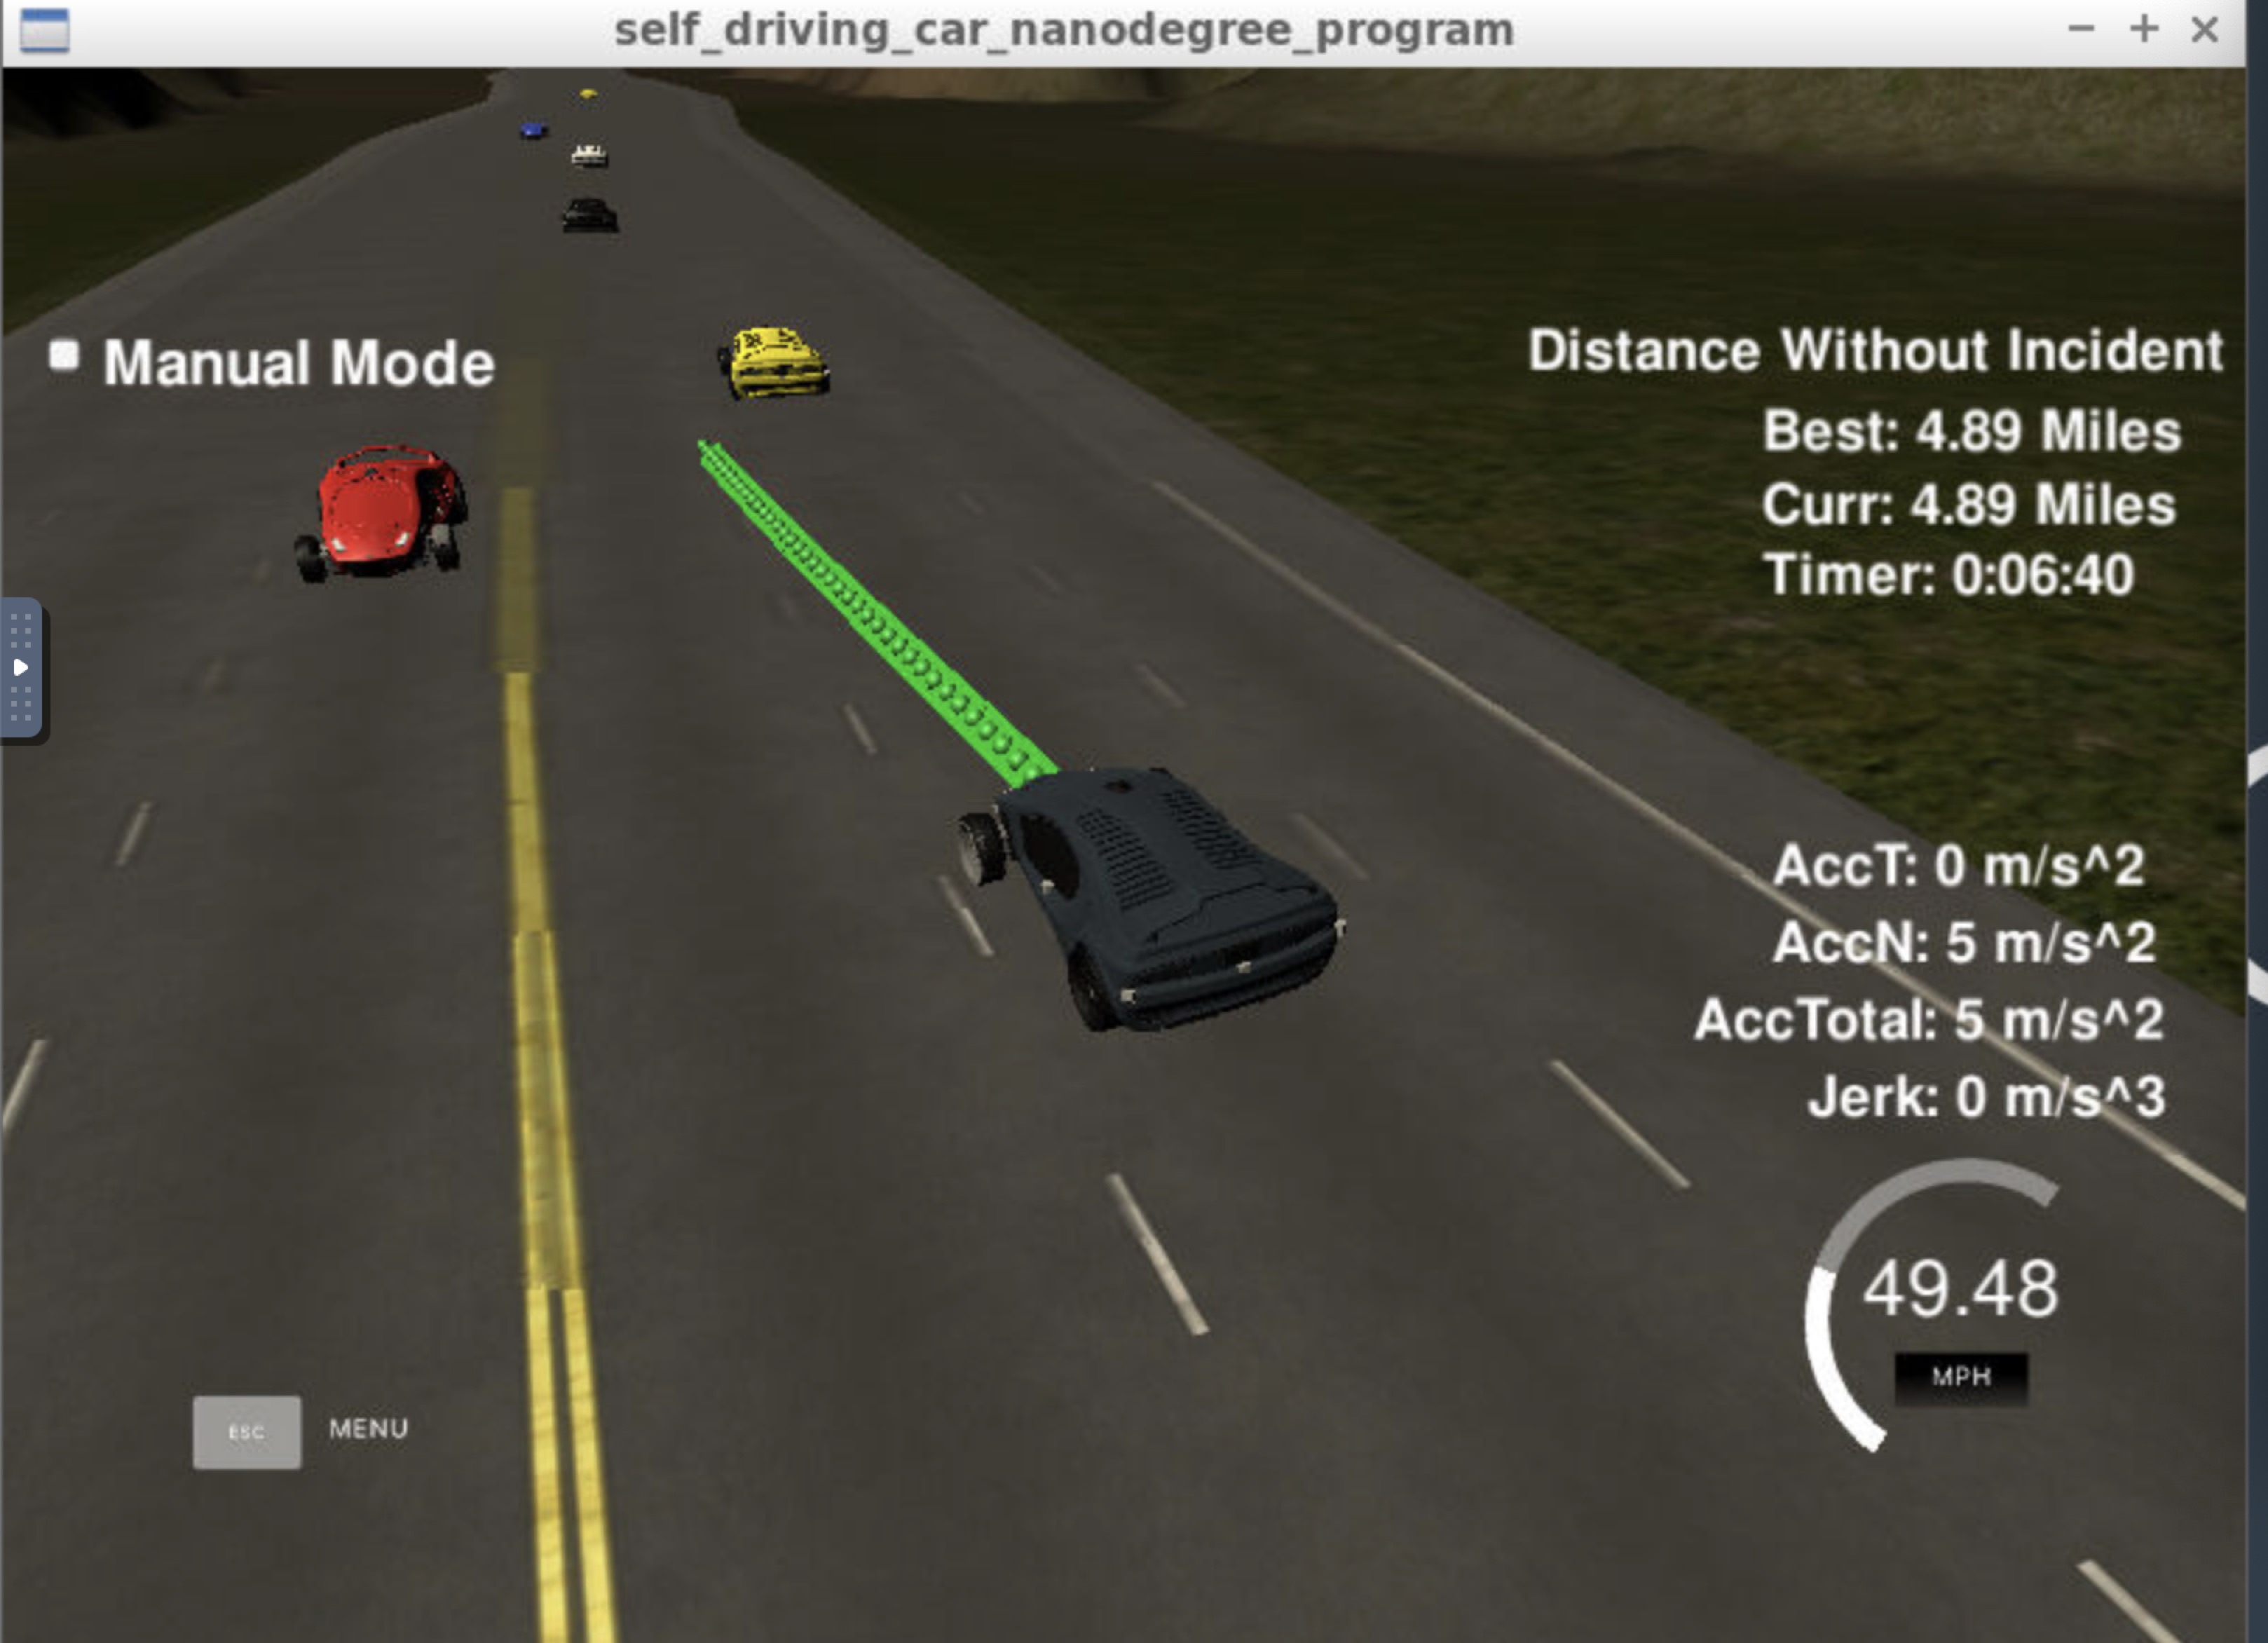 self_driving_car_nanodegree_program
Manual Mode
Distance Without Incident
Best: 4.89 Miles
Curr: 4.89 Miles
Timer: 0:06:40
AccT: 0 m/s^2
AccN: 5 m/s^2
AccTotal: 5 m/s^2
Jerk: 0 m/s^3
49.48
MPH
ESC MENU